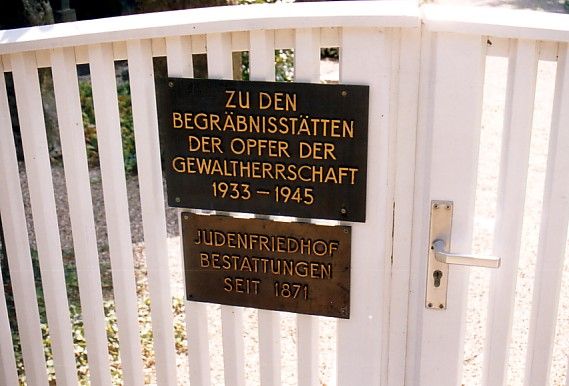 ZU DEN
BEGRÄBNISSTÄTTEN
DER OPFER DER
GEWALTHERRSCHAFT
1933 – 1945
JUDENFRIEDHOF
BESTATTUNGEN
SEIT 1871